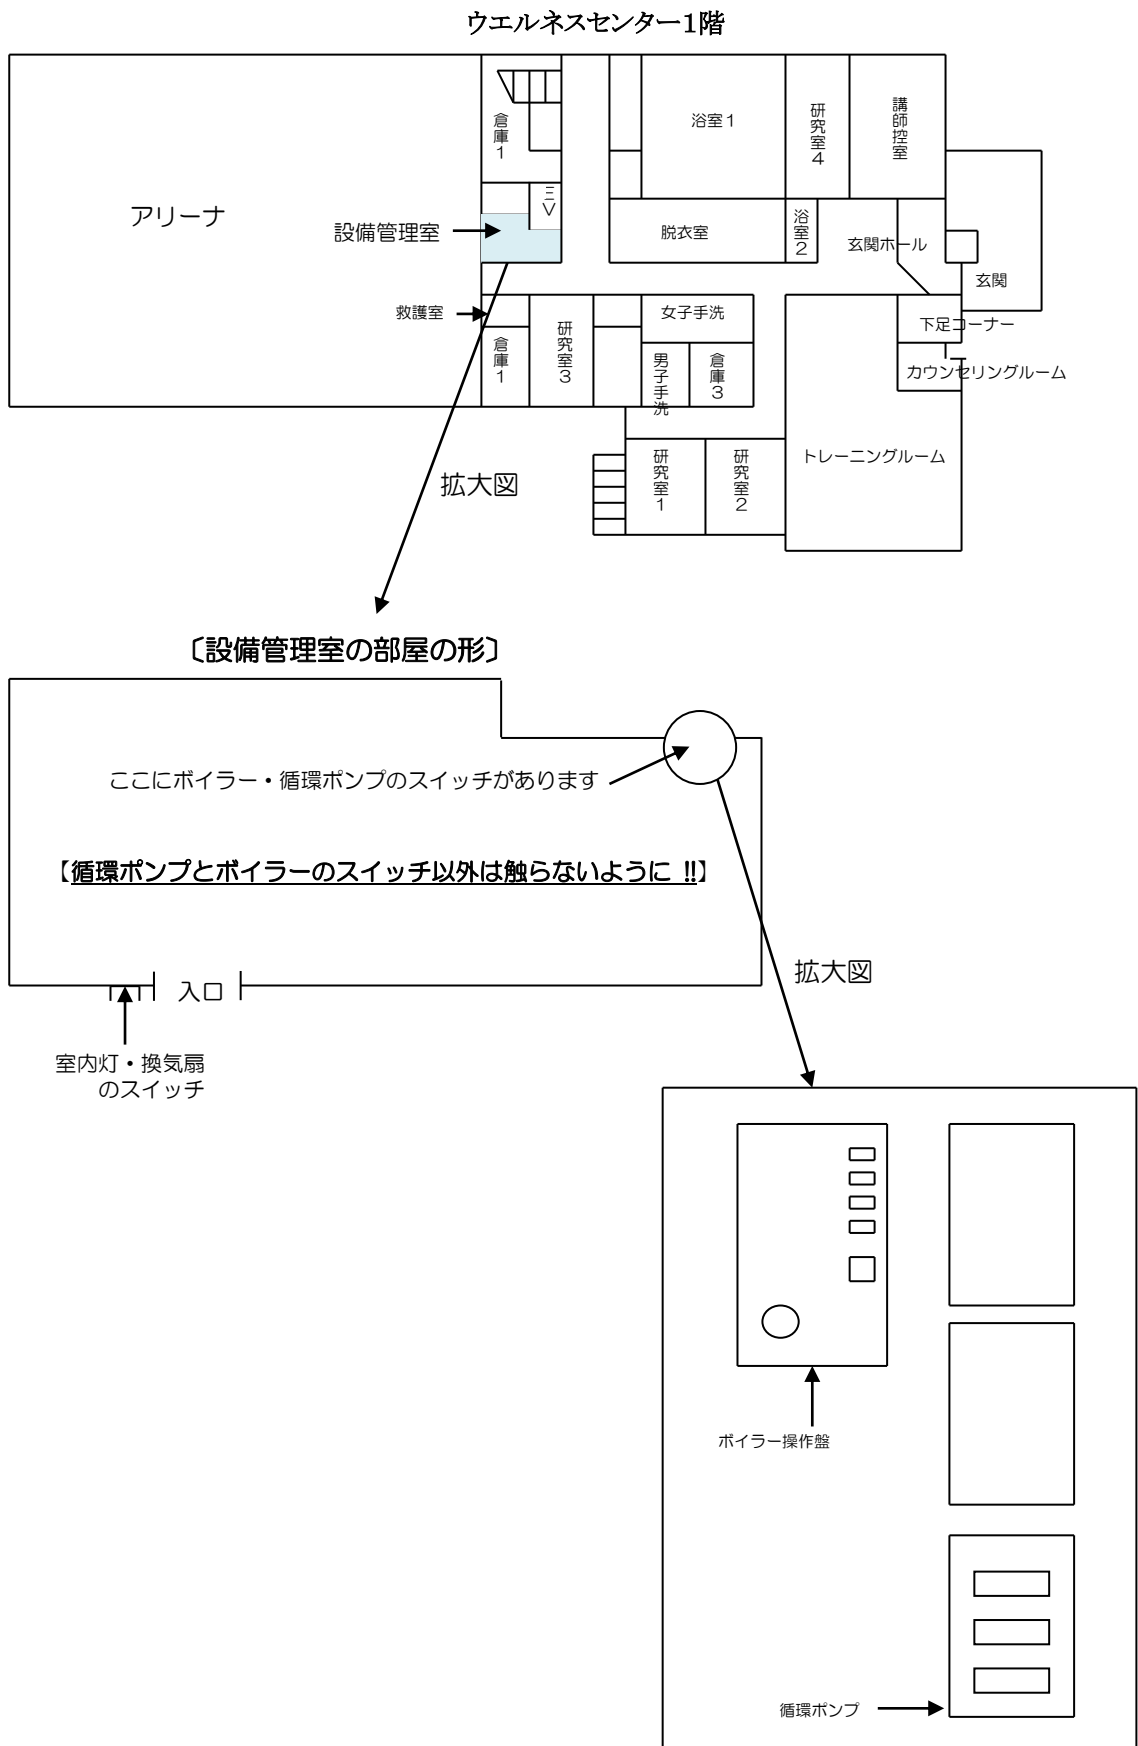 ウエルネスセンター１階
アリーナ
倉庫１
ミV
設備管理室
浴室１
研究室４
講師控室
脱衣室
浴室２
玄関ホール
玄関
救護室
倉庫１
研究室３
女子手洗
男子手洗
倉庫３
下足コーナー
カウンセリングルーム
トレーニングルーム
研究室１
研究室２
拡大図
〔設備管理室の部屋の形〕
ここにボイラー・循環ポンプのスイッチがあります
【循環ポンプとボイラーのスイッチ以外は触らないように !!】
入口
拡大図
室内灯・換気扇
のスイッチ
ボイラー操作盤
循環ポンプ